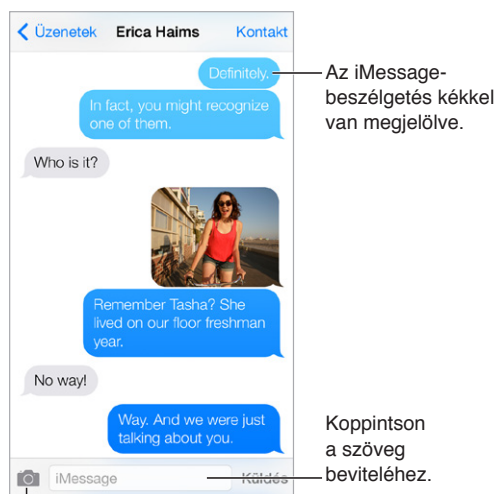 Üzenetek Erica Haims Kontakt
Definitely.
Az iMessage-
beszélgetés kékkel
van megjelölve.
In fact, you might recognize
one of them.
Who is it?
Remember Tasha? She
lived on our floor freshman
year.
No way!
Way. And we were just
talking about you.
Koppintson
a szöveg
beviteléhez.
iMessage Küldés